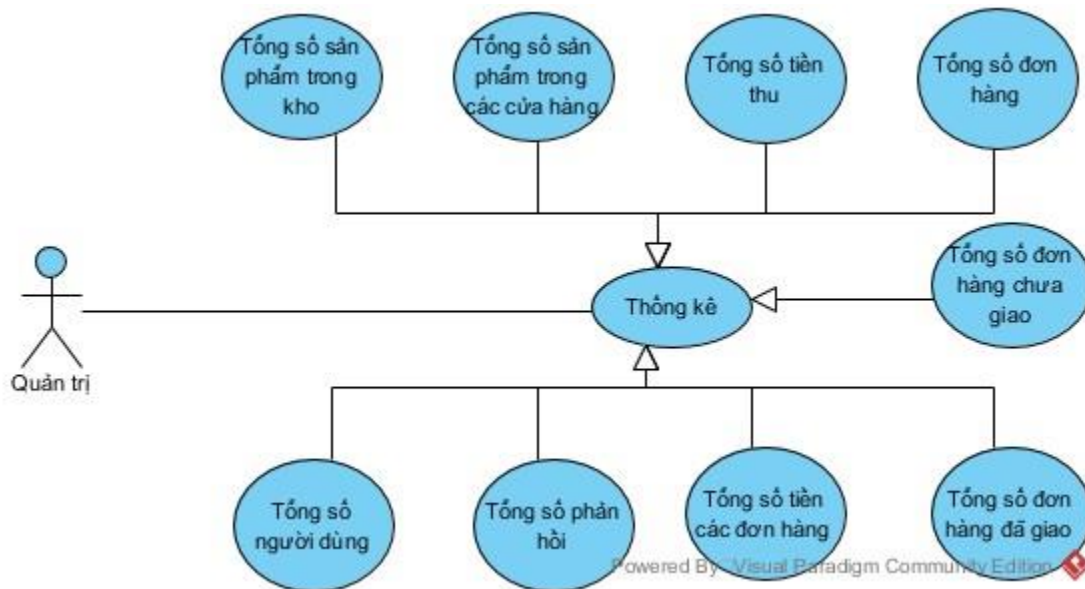 Tổng số sản
phẩm trong
kho
Tổng số sản
phẩm trong
các cửa hàng
Tổng số tiền
thu
Tổng số đơn
hàng
Tổng số đơn
hàng chưa
giao
Thống kê
Quản trị
Tổng số
người dùng
Tổng số phản
hồi
Tổng số tiền
các đơn hàng
Tổng số đơn
hàng đã giao
Powered By Visual Paradigm Community Edition